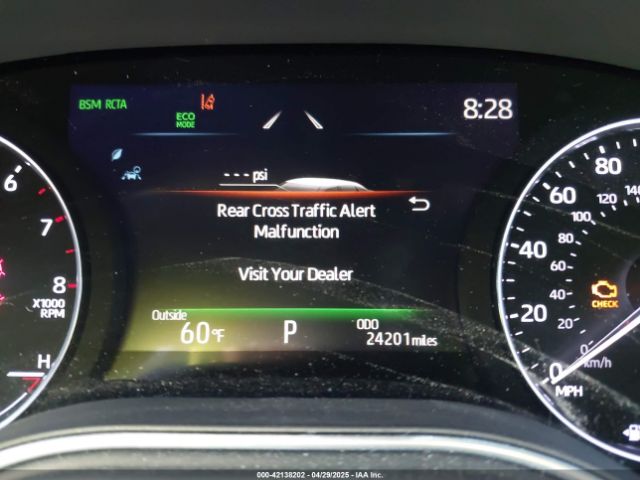 BSM RCTA
ECO
MODE
8:28
--- psi
Rear Cross Traffic Alert
Malfunction
Visit Your Dealer
Outside
60°F
P
ODO
24201 miles
6
7
8
X1000
RPM
H
80
60
40
20
0
MPH
140
120
100
80
60
40
20
0
km/h
CHECK
000-42138202 | 04/29/2025 - IAA Inc.